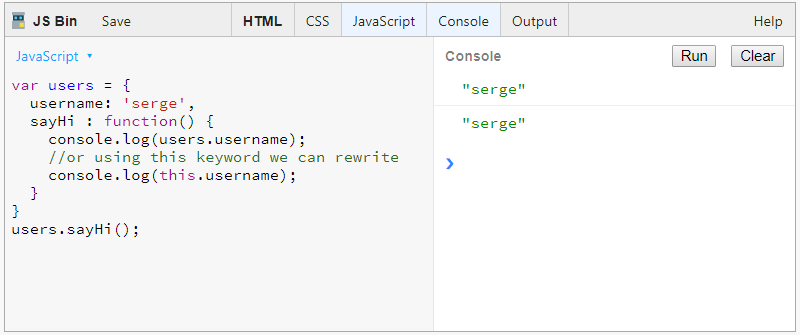 JS Bin Save HTML CSS JavaScript Console Output Help
JavaScript
var users = {
  username: 'serge',
  sayHi : function() {
    console.log(users.username);
    //or using this keyword we can rewrite
    console.log(this.username);
  }
}
users.sayHi();
Console Run Clear
"serge"
"serge"